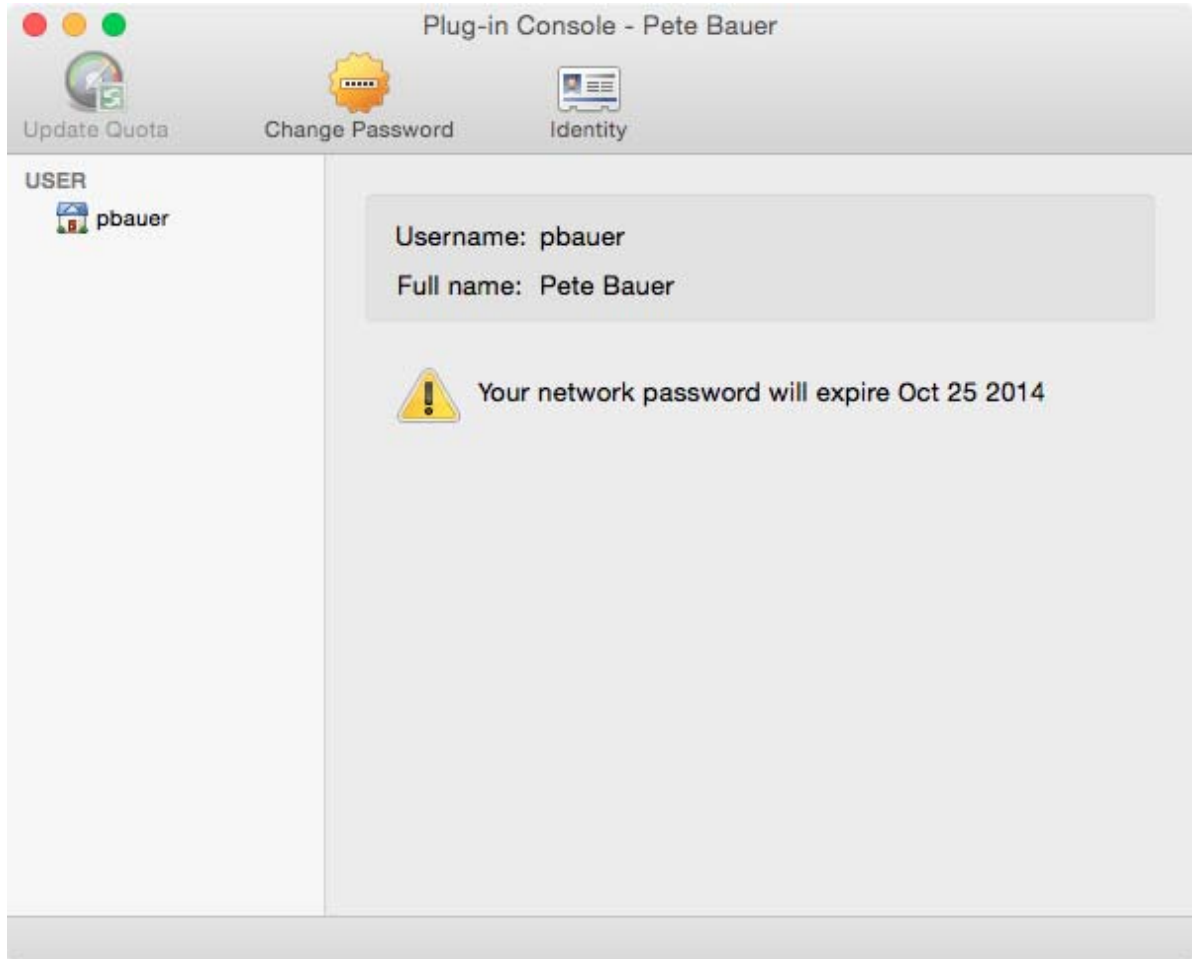 Plug-in Console - Pete Bauer
Update Quota
Change Password
Identity
USER
pbauer
Username: pbauer
Full name: Pete Bauer
Your network password will expire Oct 25 2014